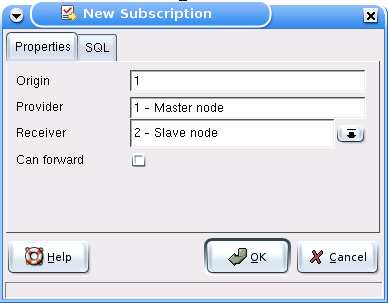 New Subscription
Properties SQL
Origin 1
Provider 1 - Master node
Receiver 2 - Slave node
Can forward
Help OK Cancel